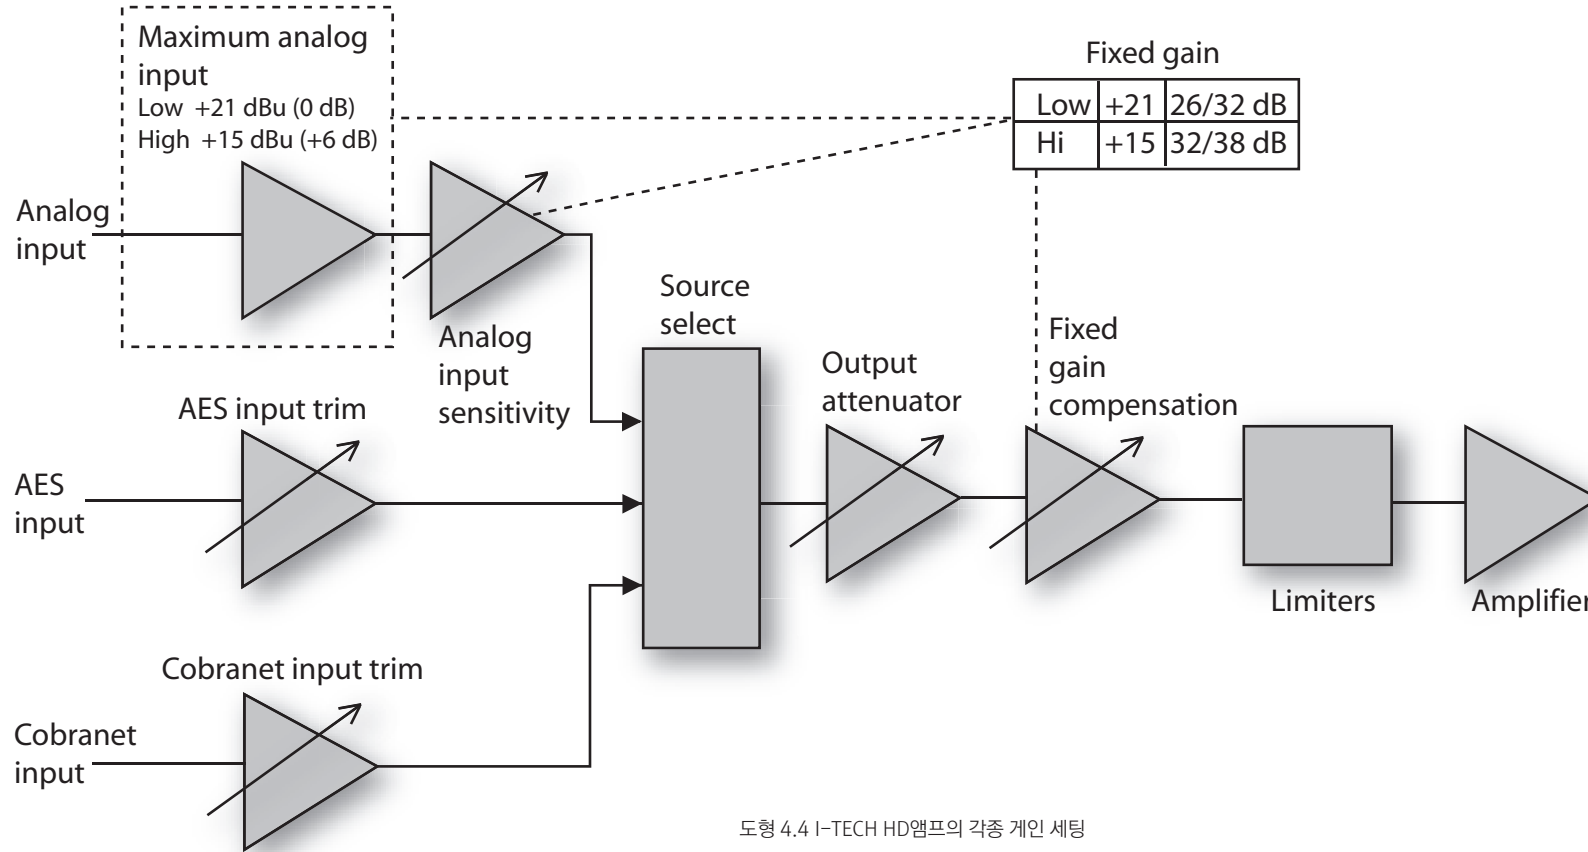 Maximum analog
input
Low +21 dBu (0 dB)
High +15 dBu (+6 dB)
Fixed gain
Low +21 26/32 dB
Hi +15 32/38 dB
Analog
input
Analog
input
sensitivity
Source
select
Output
attenuator
Fixed
gain
compensation
AES input trim
AES
input
Limiters
Amplifier
Cobranet input trim
Cobranet
input
도형 4.4 I-TECH HD앰프의 각종 게인 세팅